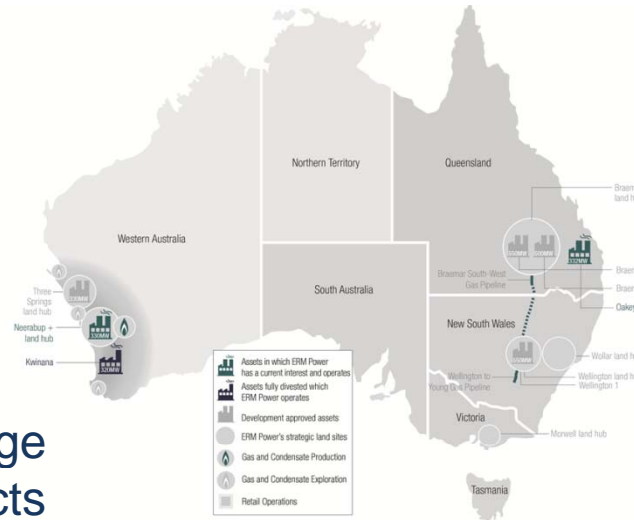 Northern Territory
Queensland
Western Australia
South Australia
New South Wales
Victoria
Tasmania
Three
Springs
land hub
Neerabup +
land hub
Kwinana
330MW
320MW
332MW
Braemar South-West
Gas Pipeline
Oakey
Wollar land h
Wellington to
Young Gas Pipeline
Wellington land h
Wellington 1
Morwell land hub
Assets in which ERM Power
has a current interest and operates
Assets fully divested which
ERM Power operates
Development approved assets
ERM Power's strategic land sites
Gas and Condensate Production
Gas and Condensate Exploration
Retail Operations
ge
cts